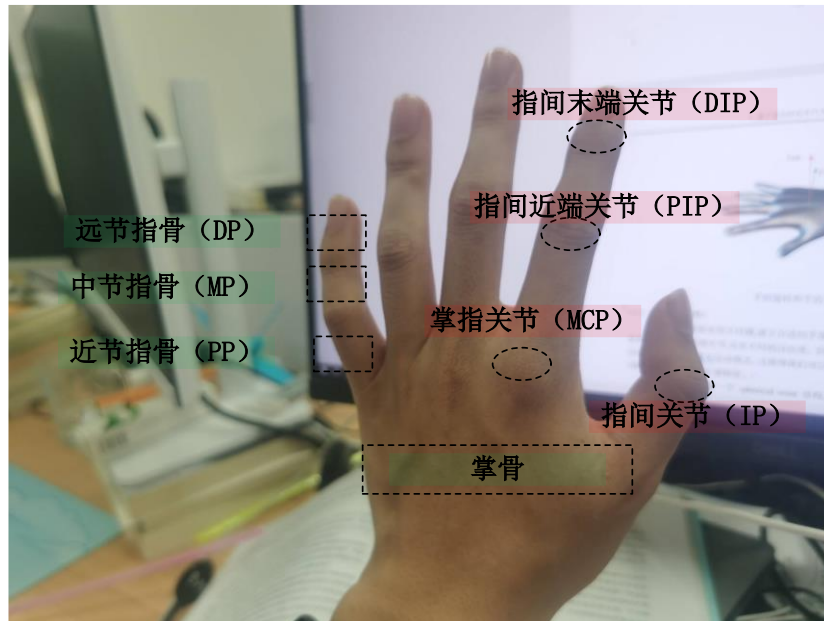 指间末端关节（DIP）
指间近端关节（PIP）
远节指骨（DP）
中节指骨（MP）
掌指关节（MCP）
近节指骨（PP）
指间关节（IP）
掌骨